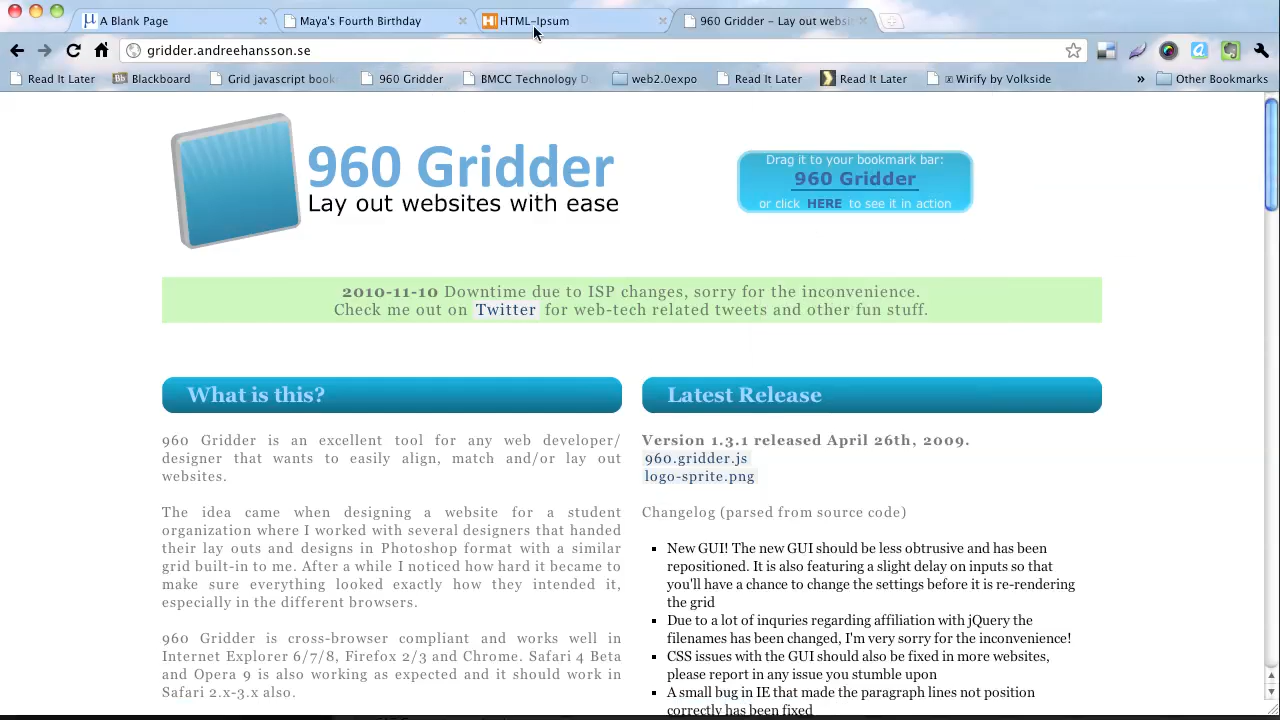 A Blank Page
Maya's Fourth Birthday
HTML-Ipsum
960 Gridder – Lay out websi
gridder.andreehansson.se
Read It Later
Blackboard
Grid javascript book
960 Gridder
BMCC Technology D
web2.0expo
Read It Later
Read It Later
Wirify by Volkside
»
Other Bookmarks
960 Gridder
Lay out websites with ease
Drag it to your bookmark bar:
960 Gridder
or click HERE to see it in action
2010-11-10 Downtime due to ISP changes, sorry for the inconvenience.
Check me out on Twitter for web-tech related tweets and other fun stuff.
What is this?
960 Gridder is an excellent tool for any web developer/
designer that wants to easily align, match and/or lay out
websites.
The idea came when designing a website for a student
organization where I worked with several designers that handed
their lay outs and designs in Photoshop format with a similar
grid built-in to me. After a while I noticed how hard it became to
make sure everything looked exactly how they intended it,
especially in the different browsers.
960 Gridder is cross-browser compliant and works well in
Internet Explorer 6/7/8, Firefox 2/3 and Chrome. Safari 4 Beta
and Opera 9 is also working as expected and it should work in
Safari 2.x-3.x also.
Latest Release
Version 1.3.1 released April 26th, 2009.
960.gridder.js
logo-sprite.png
Changelog (parsed from source code)
New GUI! The new GUI should be less obtrusive and has been
repositioned. It is also featuring a slight delay on inputs so that
you'll have a chance to change the settings before it is re-rendering
the grid
Due to a lot of inquries regarding affiliation with jQuery the
filenames has been changed, I'm very sorry for the inconvenience!
CSS issues with the GUI should also be fixed in more websites,
please report in any issue you stumble upon
A small bug in IE that made the paragraph lines not position
correctly has been fixed